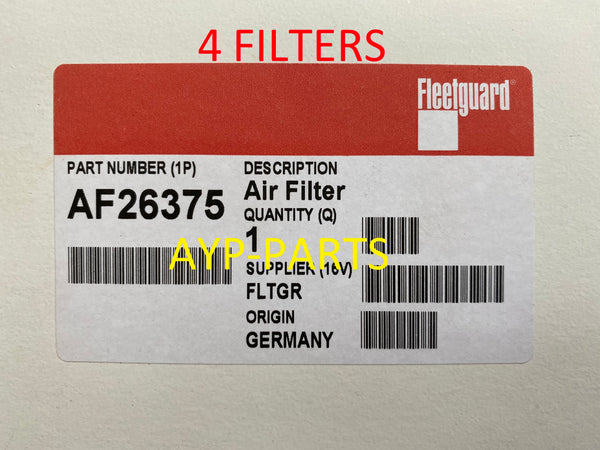 4 FILTERS
Fleetguard®
PART NUMBER (1P)
AF26375
DESCRIPTION
Air Filter
QUANTITY (Q)
1
AYP-PARTS
SUPPLIER (16V)
FLTGR
ORIGIN
GERMANY